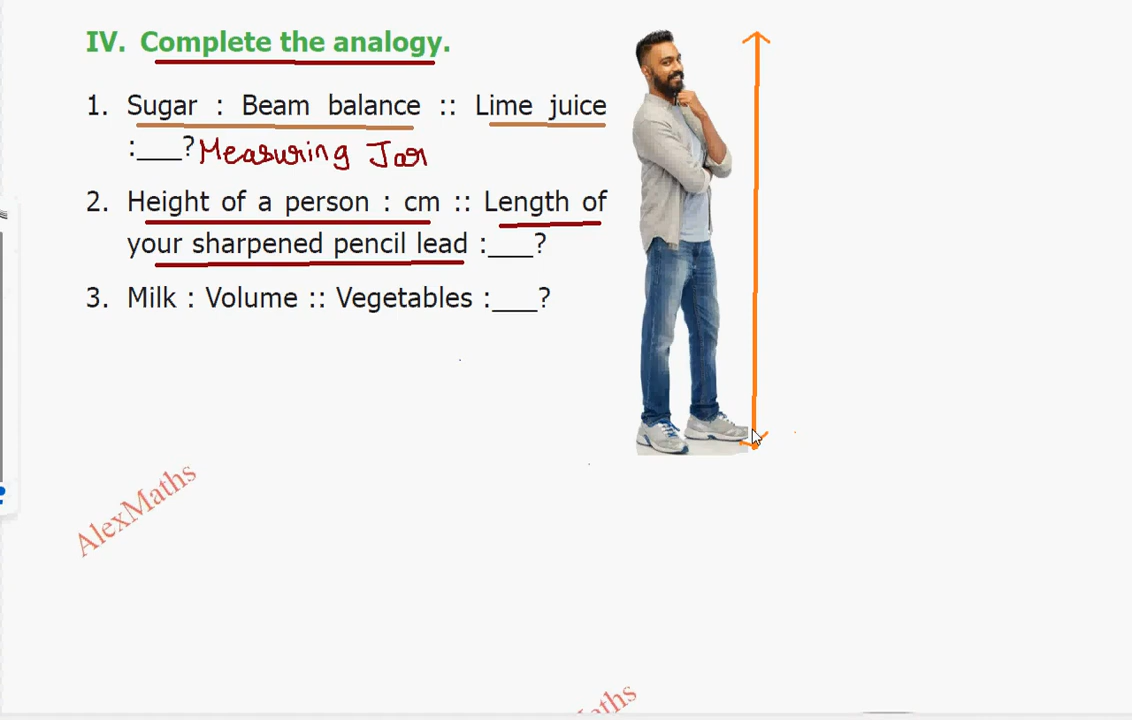 IV. Complete the analogy.
1. Sugar : Beam balance :: Lime juice
:___? Measuring Jar
2. Height of a person : cm :: Length of
your sharpened pencil lead :___?
3. Milk : Volume :: Vegetables :___?
AlexMaths
Maths